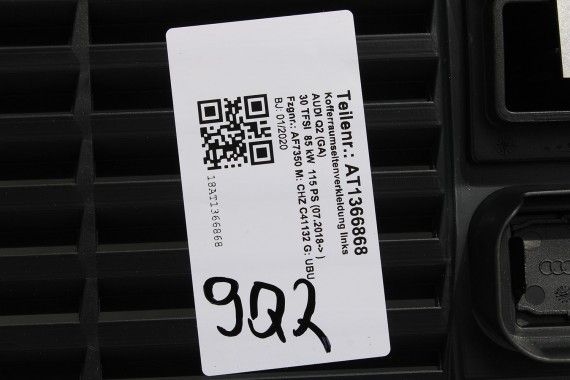 Teilenr.: AT1366868
Kofferraumseitenverkleidung links
AUDI Q2 (GA)
30 TFSI 85 kW 115 PS (07.2018-> )
Fzgnr.: AF7350 M: CHZ C41132 G: UBU
BJ: 01/2020
18AT1366868
9Q2